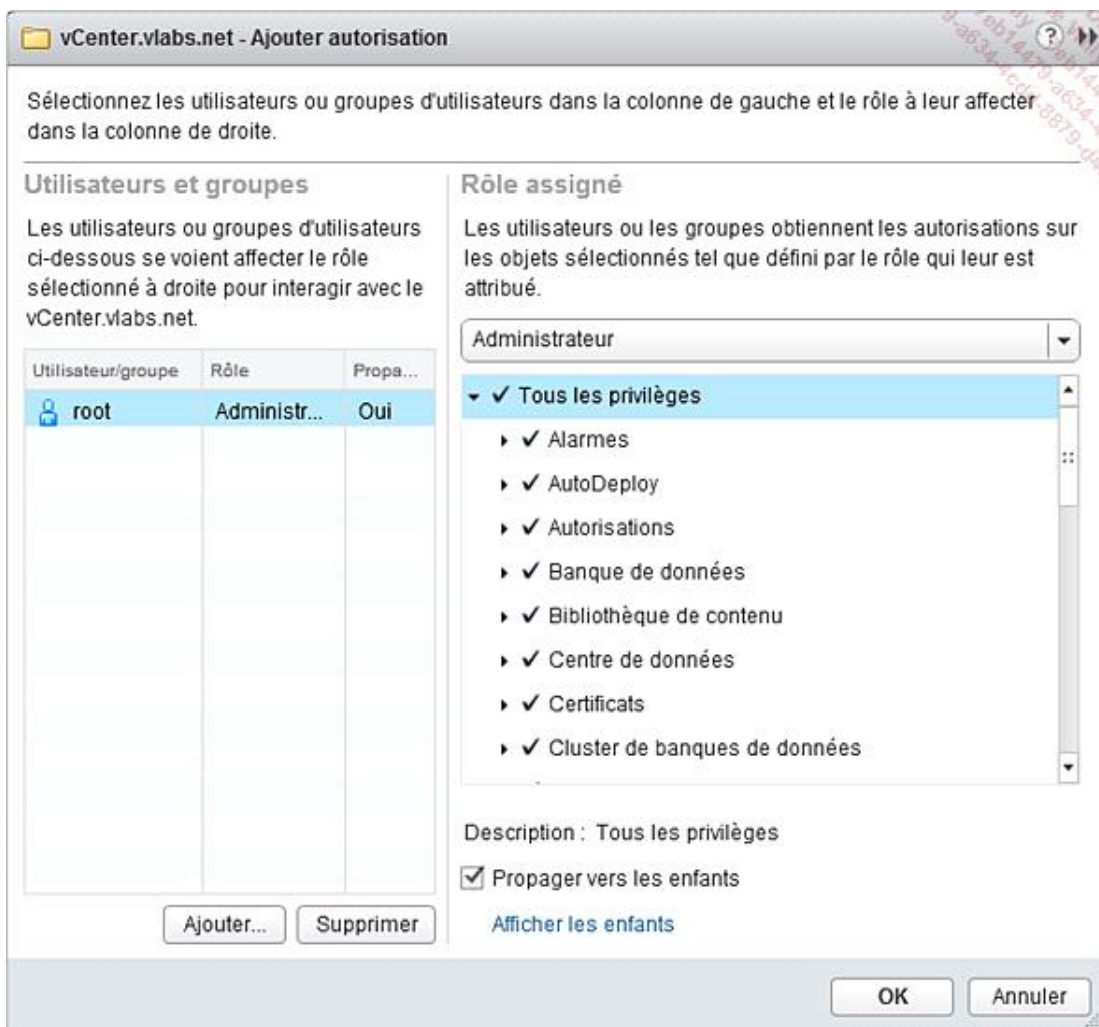 vCenter.vlabs.net - Ajouter autorisation
?
Sélectionnez les utilisateurs ou groupes d'utilisateurs dans la colonne de gauche et le rôle à leur affecter
dans la colonne de droite.
Utilisateurs et groupes
Les utilisateurs ou groupes d'utilisateurs
ci-dessous se voient affecter le rôle
sélectionné à droite pour interagir avec le
vCenter.vlabs.net.
Utilisateur/groupe Rôle Propa...
root Administr... Oui
Ajouter... Supprimer
Rôle assigné
Les utilisateurs ou les groupes obtiennent les autorisations sur
les objets sélectionnés tel que défini par le rôle qui leur est
attribué.
Administrateur
Tous les privilèges
Alarmes
AutoDeploy
Autorisations
Banque de données
Bibliothèque de contenu
Centre de données
Certificats
Cluster de banques de données
Description : Tous les privilèges
Propager vers les enfants
Afficher les enfants
OK Annuler